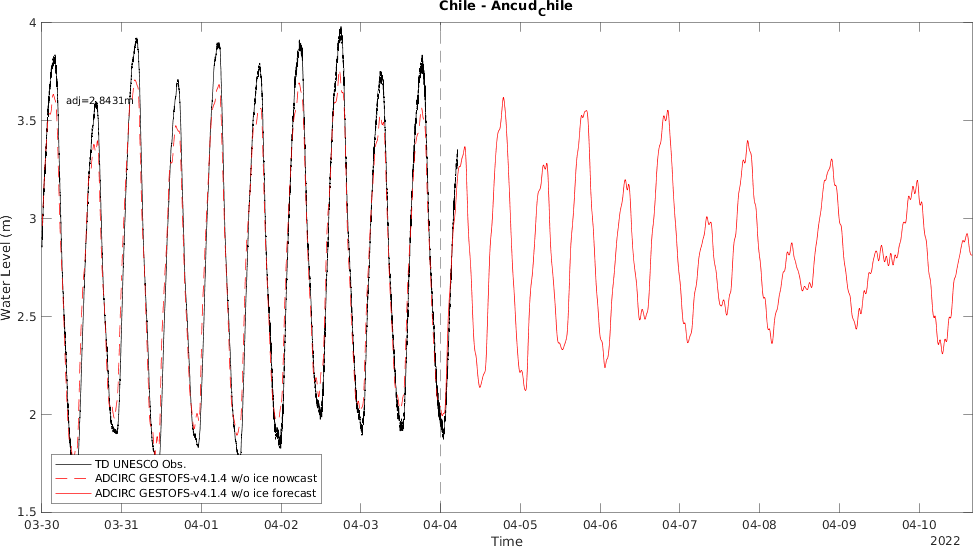 Chile - AncudChile
4
3.5
3
2.5
2
1.5
Water Level (m)
adj=2.8431m
TD UNESCO Obs.
ADCIRC GESTOFS-v4.1.4 w/o ice nowcast
ADCIRC GESTOFS-v4.1.4 w/o ice forecast
03-30 03-31 04-01 04-02 04-03 04-04 04-05 04-06 04-07 04-08 04-09 04-10
Time
2022